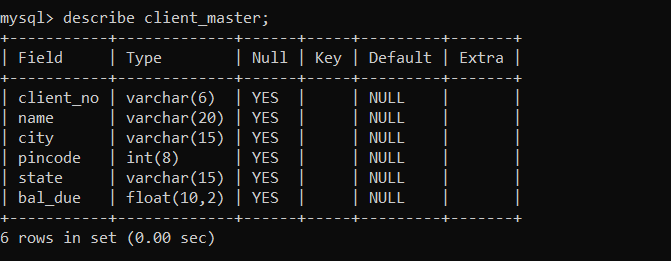 mysql> describe client_master;
+-----------+-------------+------+-----+---------+-------+
| Field     | Type        | Null | Key | Default | Extra |
+-----------+-------------+------+-----+---------+-------+
| client_no | varchar(6)  | YES  |     | NULL    |       |
| name      | varchar(20) | YES  |     | NULL    |       |
| city      | varchar(15) | YES  |     | NULL    |       |
| pincode   | int(8)      | YES  |     | NULL    |       |
| state     | varchar(15) | YES  |     | NULL    |       |
| bal_due   | float(10,2) | YES  |     | NULL    |       |
+-----------+-------------+------+-----+---------+-------+
6 rows in set (0.00 sec)